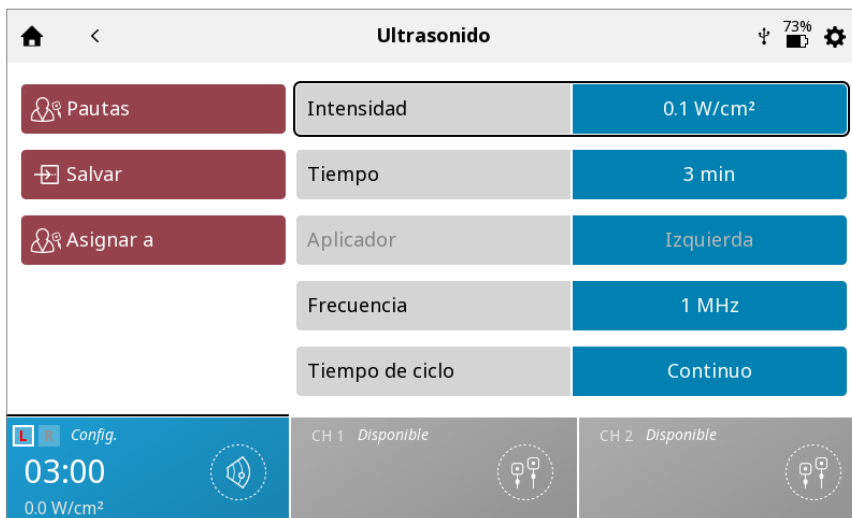 Ultrasonido
73%
Pautas
Salvar
Asignar a
Intensidad 0.1 W/cm²
Tiempo 3 min
Aplicador Izquierda
Frecuencia 1 MHz
Tiempo de ciclo Continuo
L R Config.
03:00
0.0 W/cm²
CH 1 Disponible
CH 2 Disponible